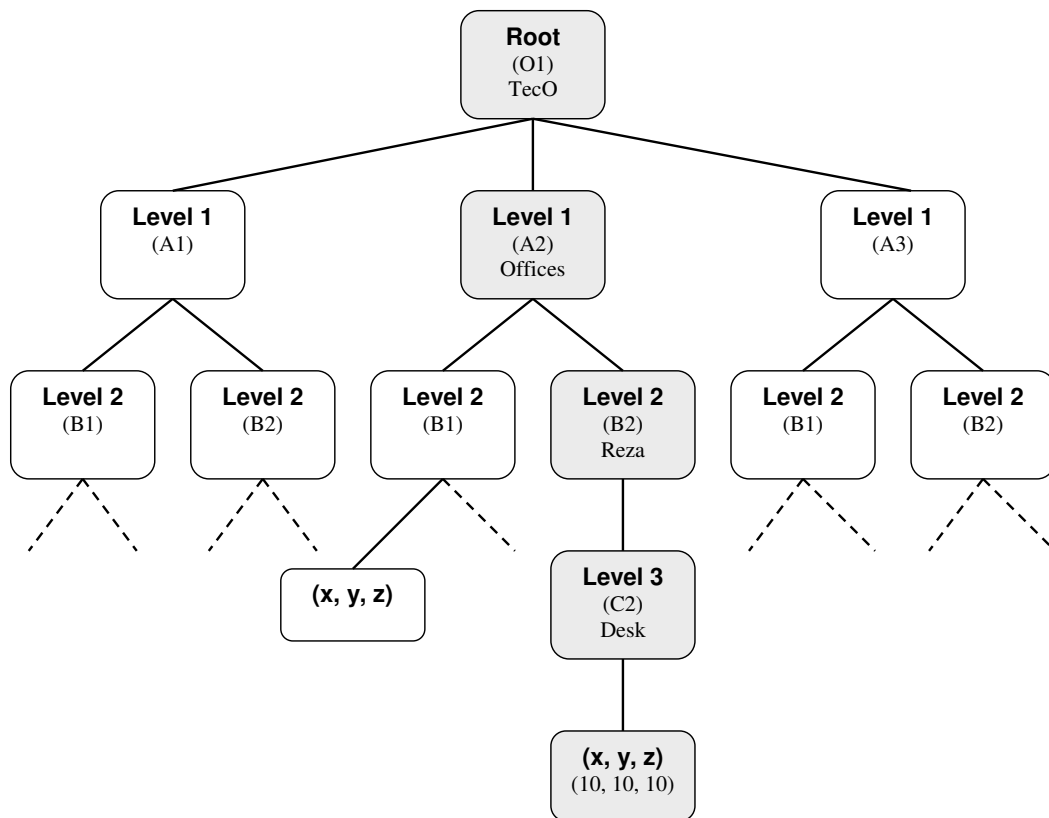 Root
(O1)
TecO
Level 1
(A1)
Level 1
(A2)
Offices
Level 1
(A3)
Level 2
(B1)
Level 2
(B2)
Level 2
(B1)
Level 2
(B2)
Reza
Level 2
(B1)
Level 2
(B2)
(x, y, z)
Level 3
(C2)
Desk
(x, y, z)
(10, 10, 10)